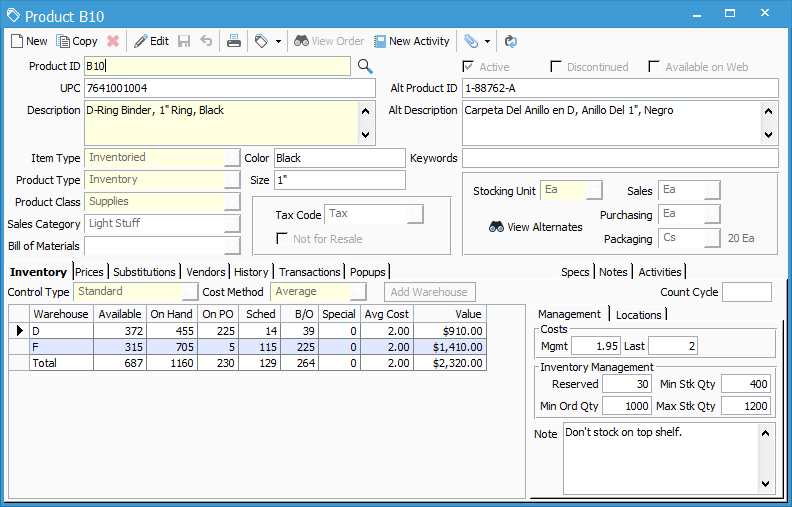 Product B10
New Copy Edit View Order New Activity
Product ID B10 Active Discontinued Available on Web
UPC 7641001004 Alt Product ID 1-88762-A
Description D-Ring Binder, 1" Ring, Black Alt Description Carpeta Del Anillo en D, Anillo Del 1", Negro
Item Type Inventoried Color Black Keywords
Product Type Inventory Size 1"
Stocking Unit Ea Sales Ea
Product Class Supplies
Tax Code Tax Purchasing Ea
Sales Category Light Stuff
View Alternates
Not for Resale Packaging Cs 20 Ea
Bill of Materials
Inventory Prices Substitutions Vendors History Transactions Popups Specs Notes Activities
Control Type Standard Cost Method Average Add Warehouse Count Cycle
Warehouse Available On Hand On PO Sched B/O Special Avg Cost Value
D 372 455 225 14 39 0 2.00 $910.00
F 315 705 5 115 225 0 2.00 $1,410.00
Total 687 1160 230 129 264 0 2.00 $2,320.00
Management Locations
Costs
Mgmt 1.95 Last 2
Inventory Management
Reserved 30 Min Stk Qty 400
Min Ord Qty 1000 Max Stk Qty 1200
Note Don't stock on top shelf.